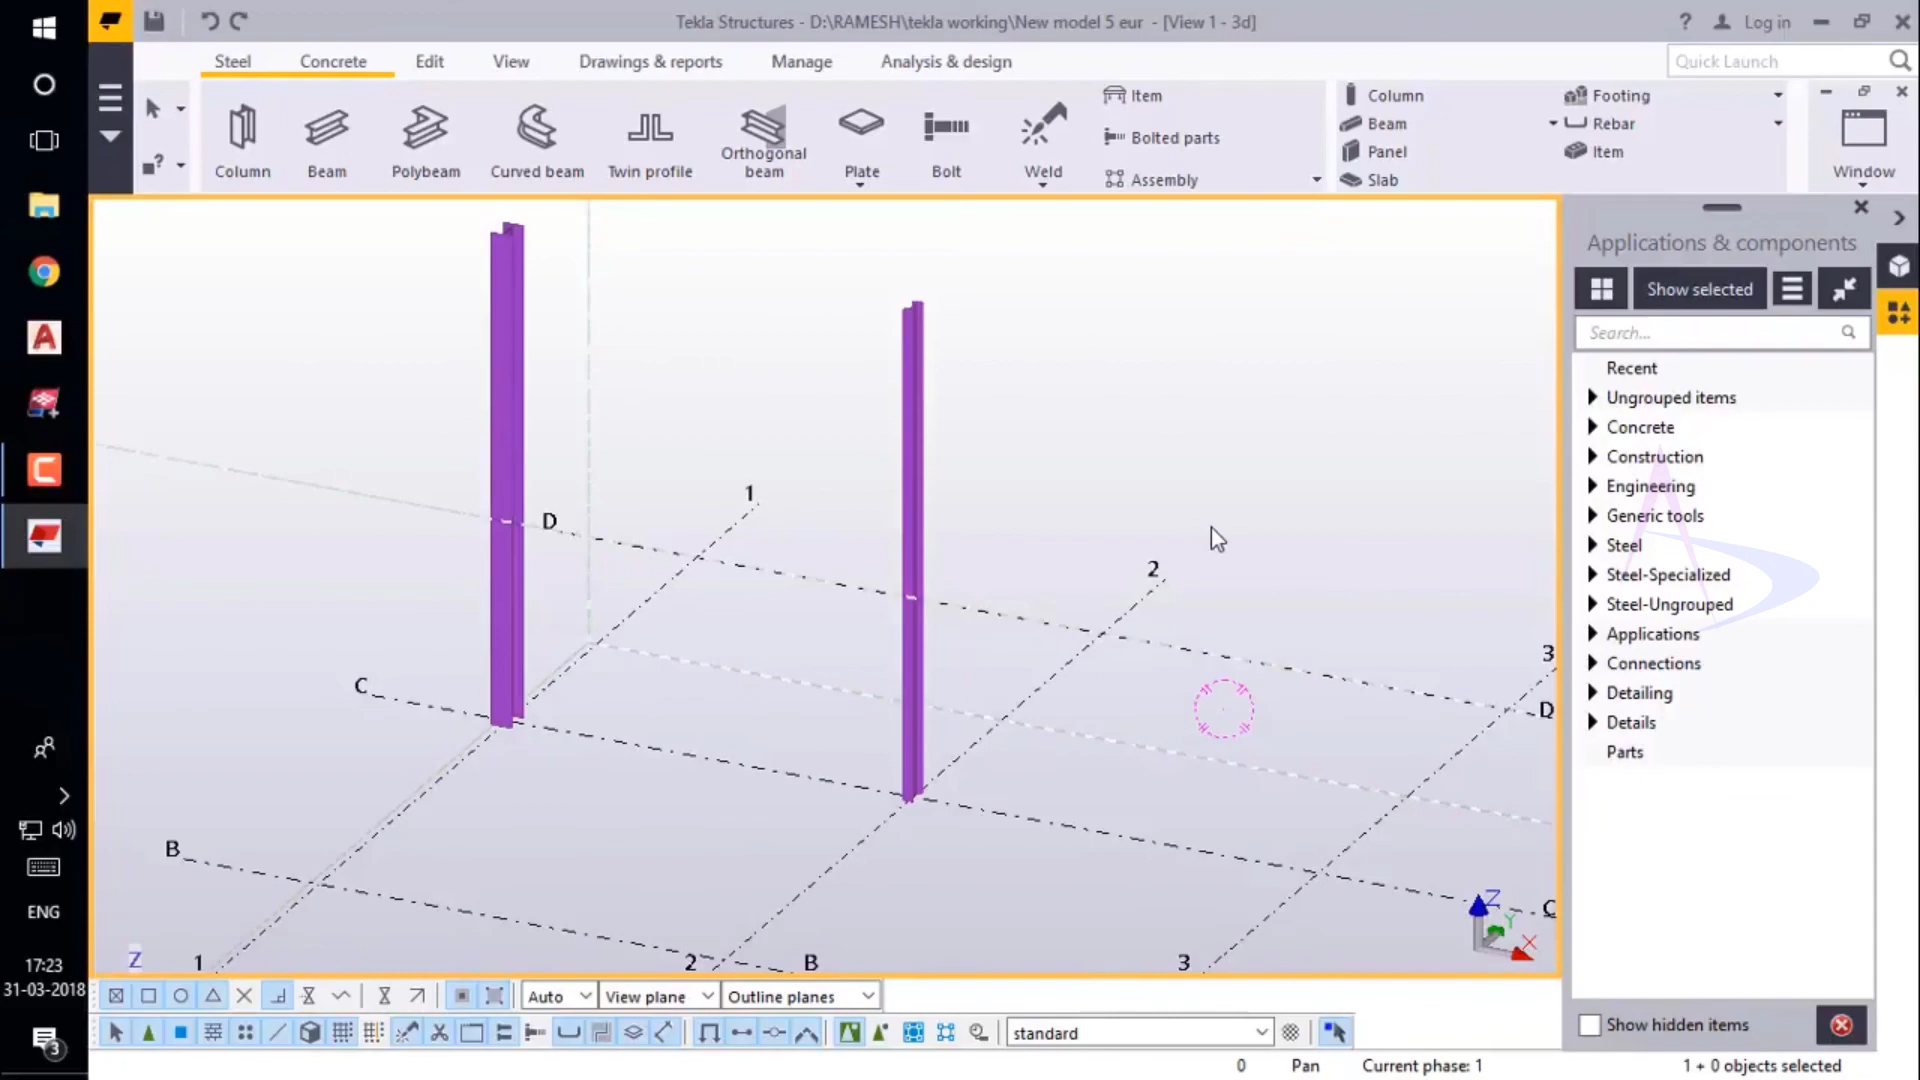 Tekla Structures - D:\RAMESH\tekla working\New model 5 eur - [View 1 - 3d]
? Log in
Steel Concrete Edit View Drawings & reports Manage Analysis & design
Quick Launch
Column
Beam
Polybeam
Curved beam
Twin profile
Orthogonal
beam
Plate
Bolt
Weld
Item
Bolted parts
Assembly
Column
Beam
Panel
Slab
Footing
Rebar
Item
Window
Applications & components
Show selected
Search...
Recent
Ungrouped items
Concrete
Construction
Engineering
Generic tools
Steel
Steel-Specialized
Steel-Ungrouped
Applications
Connections
Detailing
Details
Parts
Show hidden items
1
D
2
3
C
D
B
C
Z
Y
X
Z
1
2
B
3
ENG
17:23
31-03-2018
3
Auto
View plane
Outline planes
standard
0 Pan Current phase: 1 1 + 0 objects selected